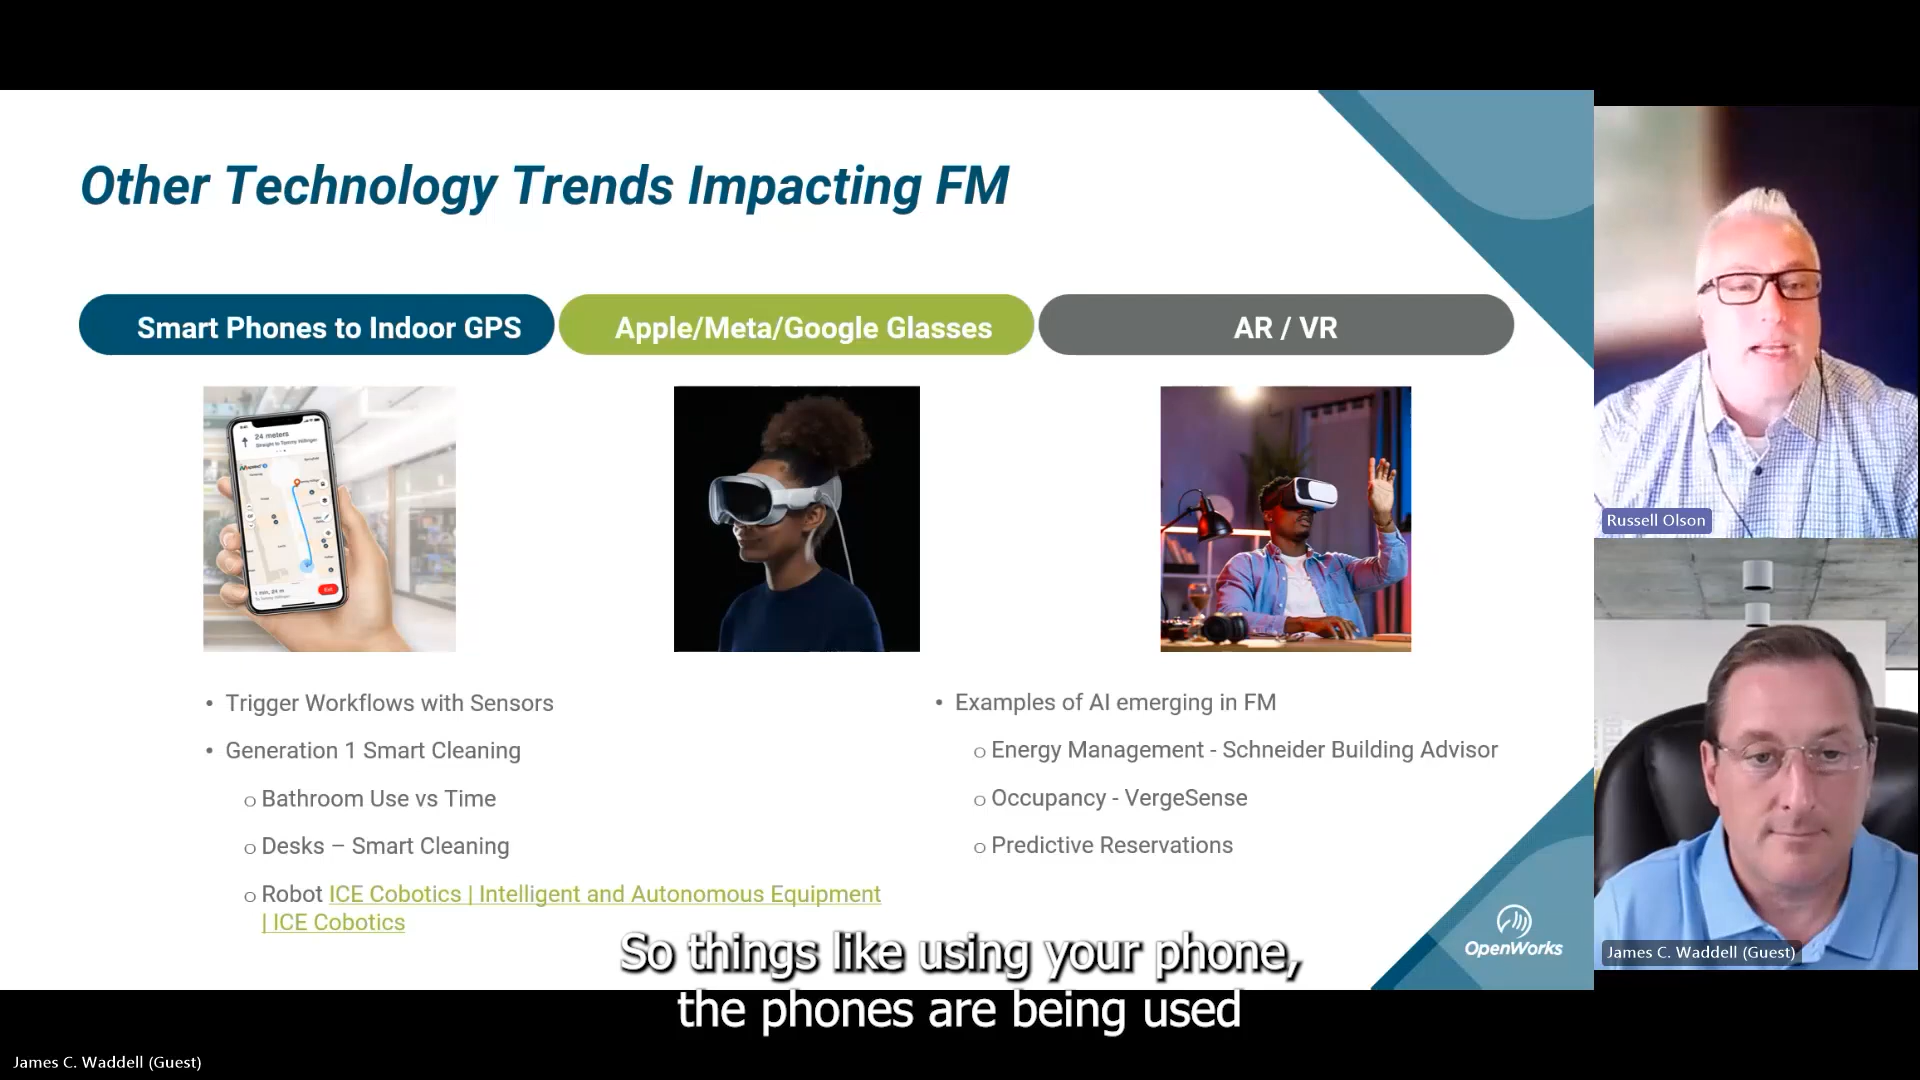 Other Technology Trends Impacting FM
Smart Phones to Indoor GPS
Apple/Meta/Google Glasses
AR / VR
24 meters
• Trigger Workflows with Sensors
• Generation 1 Smart Cleaning
o Bathroom Use vs Time
o Desks – Smart Cleaning
o Robot ICE Cobotics | Intelligent and Autonomous Equipment
| ICE Cobotics
• Examples of AI emerging in FM
o Energy Management - Schneider Building Advisor
o Occupancy - VergeSense
o Predictive Reservations
OpenWorks
Russell Olson
James C. Waddell (Guest)
So things like using your phone,
the phones are being used
James C. Waddell (Guest)